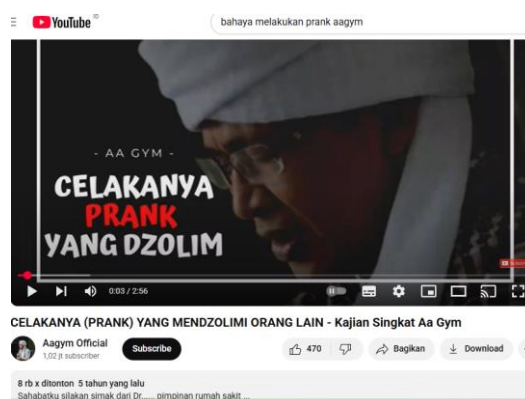 YouTube ID
bahaya melakukan prank aagym
- AA GYM -
CELAKANYA
PRANK
YANG DZOLIM
0:03 / 2:56
CELAKANYA (PRANK) YANG MENDZOLIMI ORANG LAIN - Kajian Singkat Aa Gym
Aagym Official
1,02 jt subscriber
Subscribe
470
Bagikan
Download
8 rb x ditonton 5 tahun yang lalu
Sahabatku silakan simak dari Dr...... pimpinan rumah sakit ...